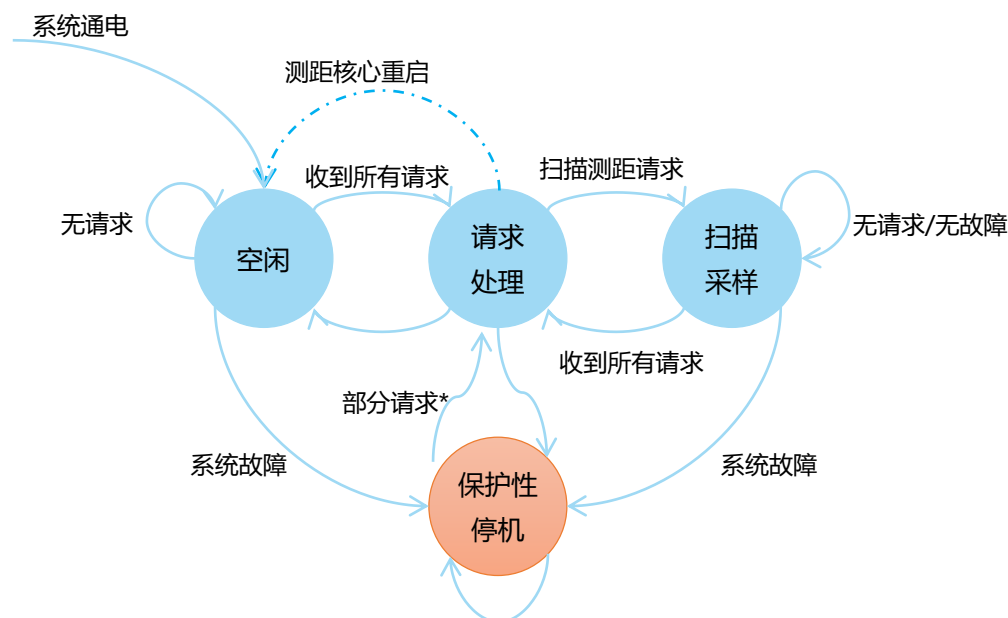 系统通电
测距核心重启
收到所有请求
扫描测距请求
无请求
空闲
请求
处理
扫描
采样
无请求/无故障
收到所有请求
部分请求*
系统故障
保护性
停机
系统故障